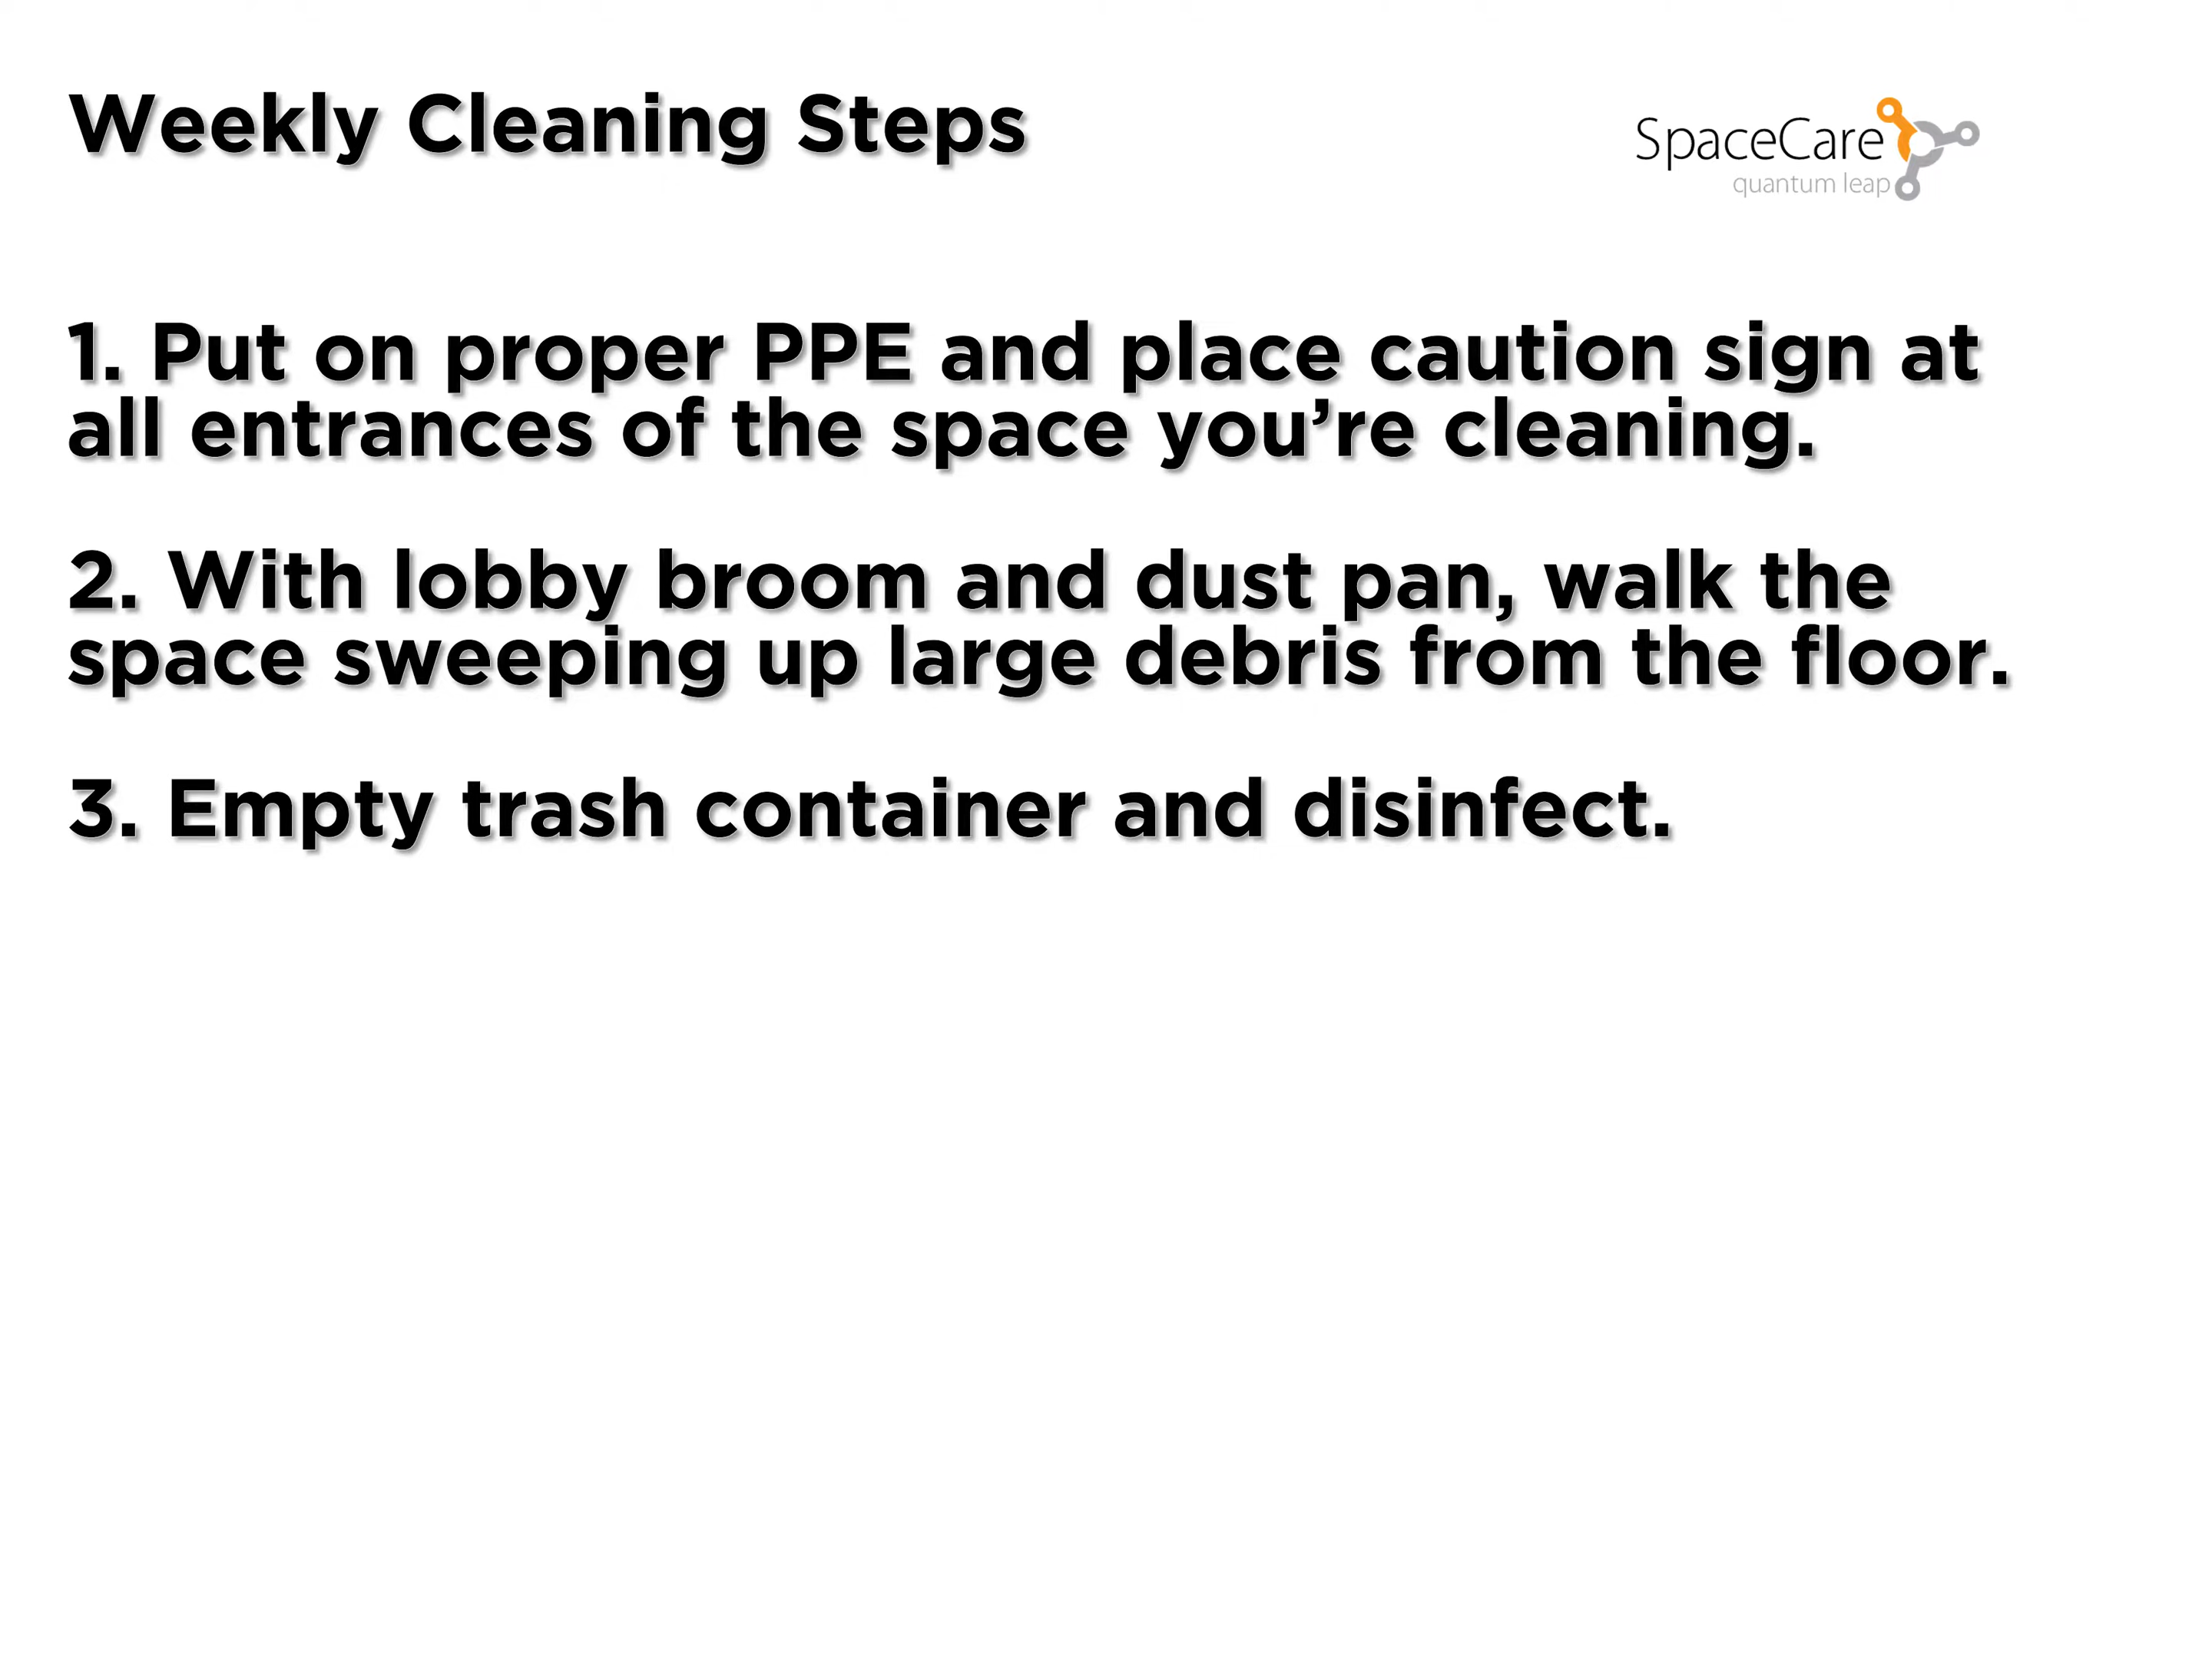 Weekly Cleaning Steps
SpaceCare
quantum leap
1. Put on proper PPE and place caution sign at
all entrances of the space you’re cleaning.
2. With lobby broom and dust pan, walk the
space sweeping up large debris from the floor.
3. Empty trash container and disinfect.